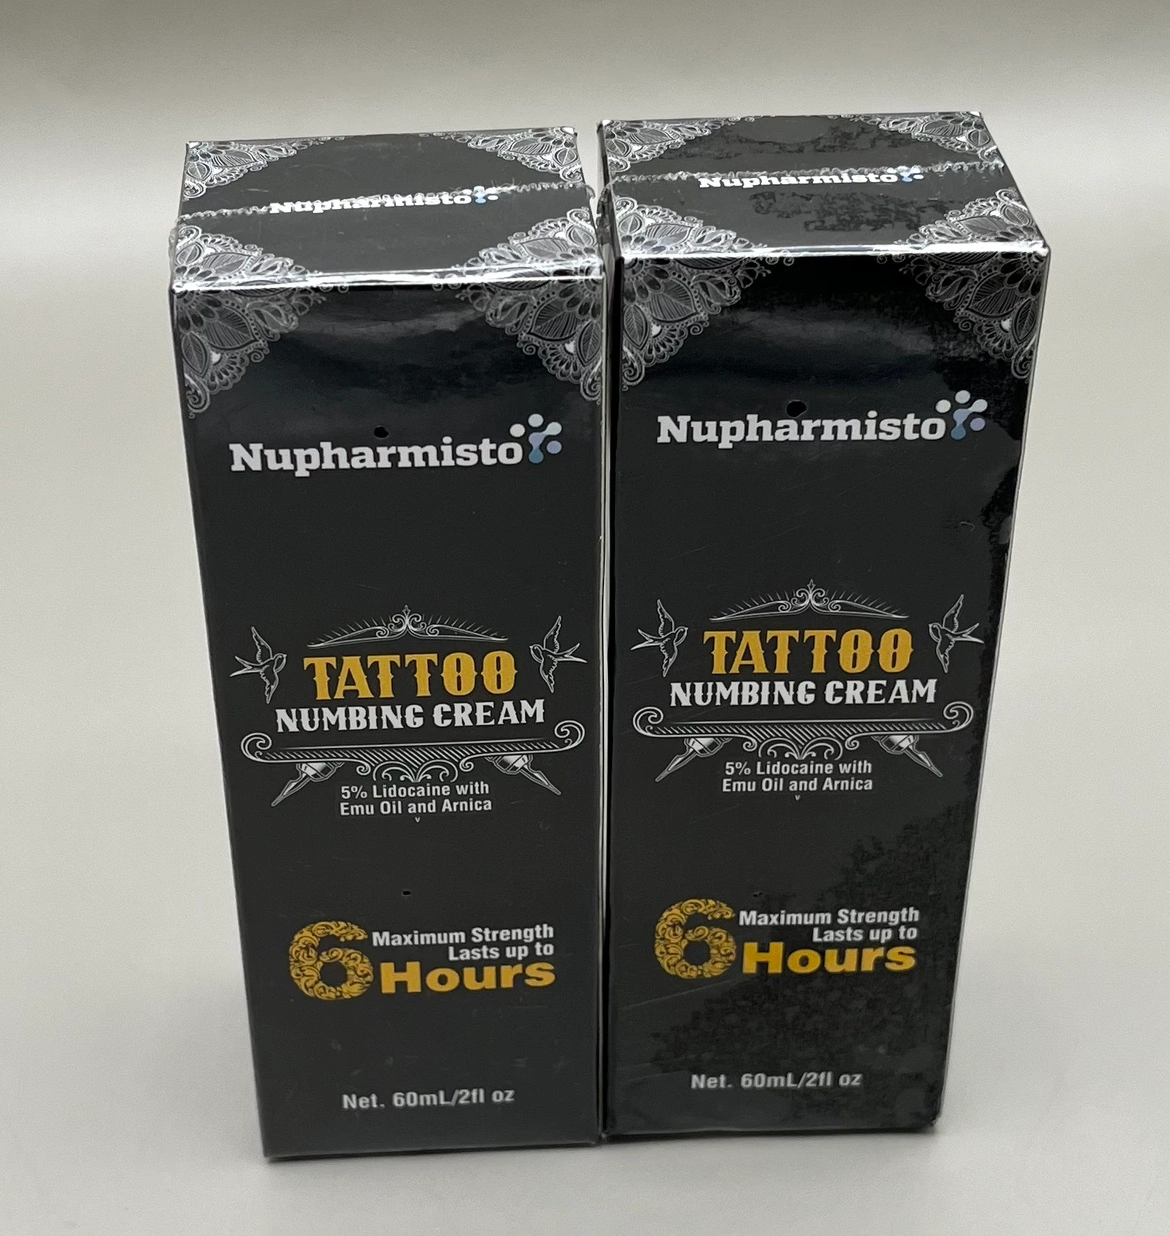 Nupharmisto
Nupharmisto
TATTOO
NUMBING CREAM
5% Lidocaine with
Emu Oil and Arnica
6 Maximum Strength
Lasts up to
Hours
Net. 60mL/2fl oz
Nupharmisto
Nupharmisto
TATTOO
NUMBING CREAM
5% Lidocaine with
Emu Oil and Arnica
6 Maximum Strength
Lasts up to
Hours
Net. 60mL/2fl oz